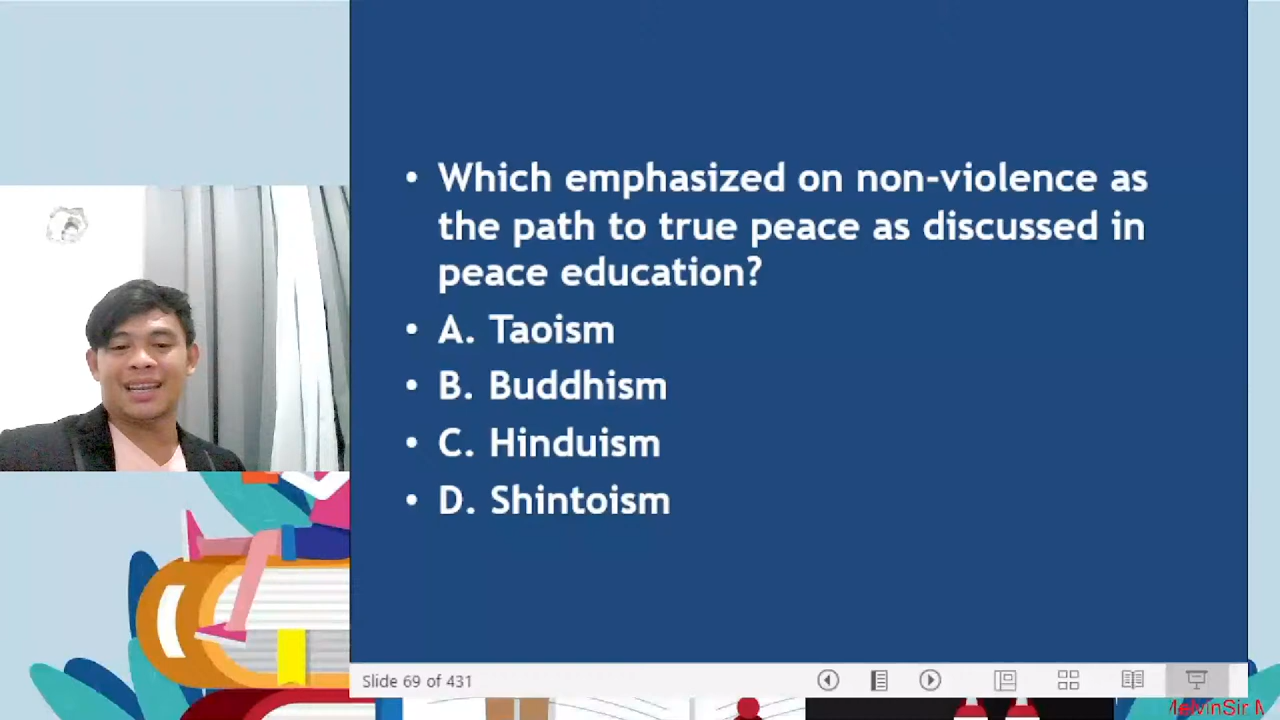 • Which emphasized on non-violence as
the path to true peace as discussed in
peace education?
• A. Taoism
• B. Buddhism
• C. Hinduism
• D. Shintoism
Slide 69 of 431
MelvinSir M